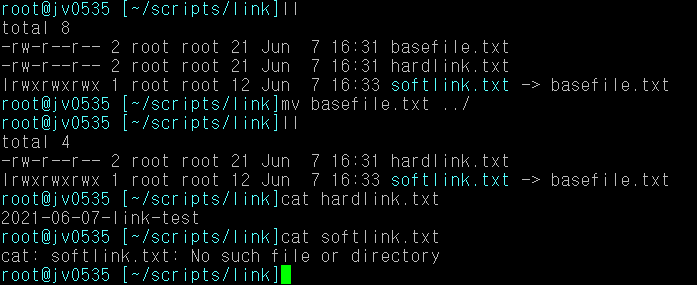 root@jv0535 [~/scripts/link]ll
total 8
-rw-r--r-- 2 root root 21 Jun  7 16:31 basefile.txt
-rw-r--r-- 2 root root 21 Jun  7 16:31 hardlink.txt
lrwxrwxrwx 1 root root 12 Jun  7 16:33 softlink.txt -> basefile.txt
root@jv0535 [~/scripts/link]mv basefile.txt ../
root@jv0535 [~/scripts/link]ll
total 4
-rw-r--r-- 2 root root 21 Jun  7 16:31 hardlink.txt
lrwxrwxrwx 1 root root 12 Jun  7 16:33 softlink.txt -> basefile.txt
root@jv0535 [~/scripts/link]cat hardlink.txt
2021-06-07-link-test
root@jv0535 [~/scripts/link]cat softlink.txt
cat: softlink.txt: No such file or directory
root@jv0535 [~/scripts/link]